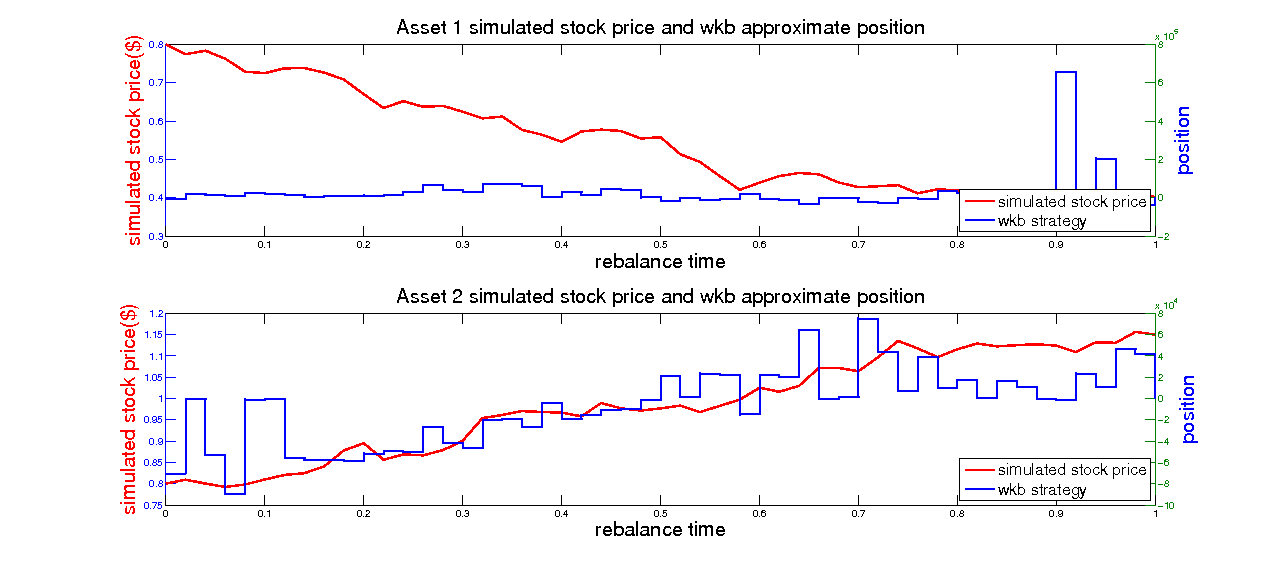 Asset 1 simulated stock price and wkb approximate position
x 10^5
simulated stock price($)
0.8
0.7
0.6
0.5
0.4
0.3
8
6
4
2
0
-2
position
simulated stock price
wkb strategy
0 0.1 0.2 0.3 0.4 0.5 0.6 0.7 0.8 0.9 1
rebalance time
Asset 2 simulated stock price and wkb approximate position
x 10^4
simulated stock price($)
1.2
1.15
1.1
1.05
1
0.95
0.9
0.85
0.8
0.75
8
6
4
2
0
-2
-4
-6
-8
-10
position
simulated stock price
wkb strategy
0 0.1 0.2 0.3 0.4 0.5 0.6 0.7 0.8 0.9 1
rebalance time